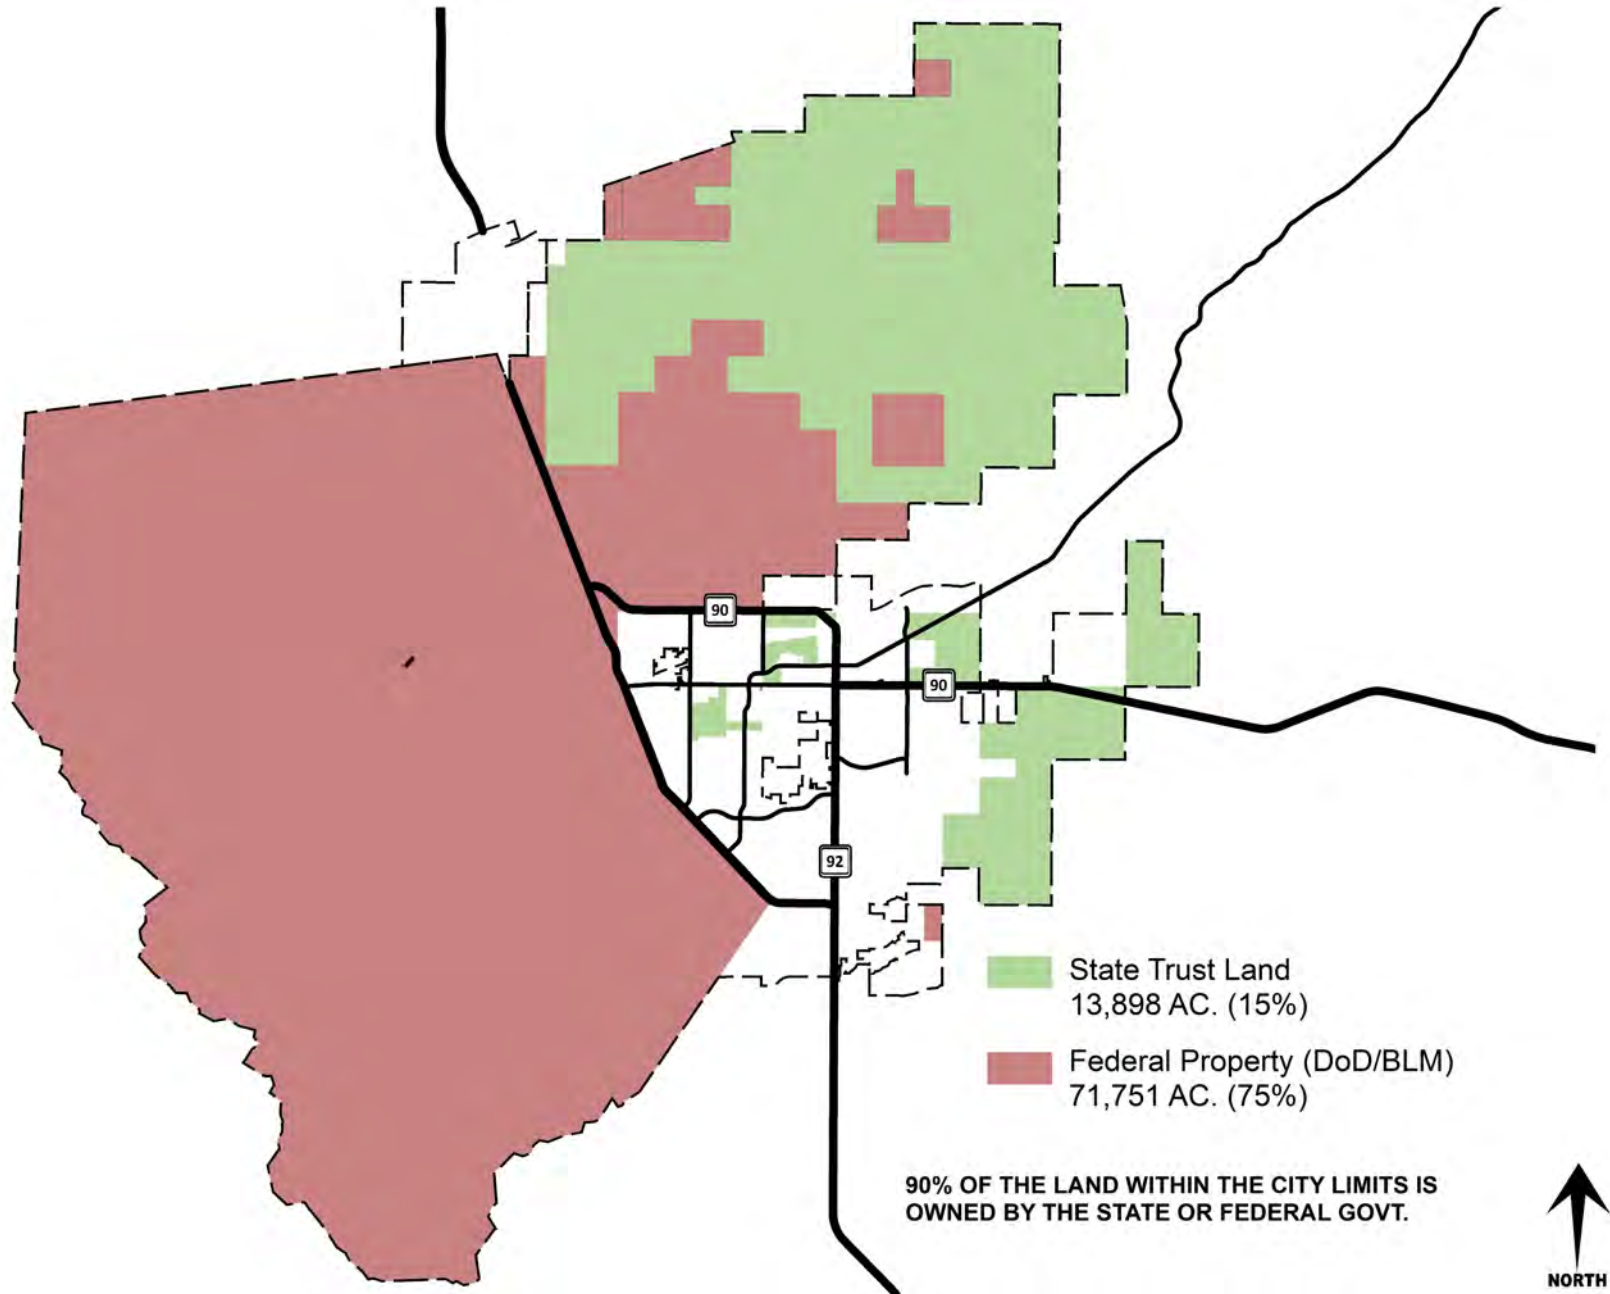 90
90
92
State Trust Land
13,898 AC. (15%)
Federal Property (DoD/BLM)
71,751 AC. (75%)
90% OF THE LAND WITHIN THE CITY LIMITS IS
OWNED BY THE STATE OR FEDERAL GOVT.
NORTH